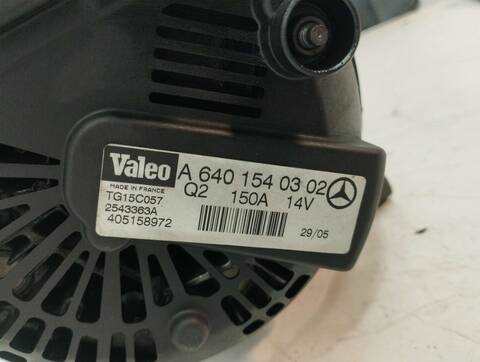 Valeo A 640 154 03 02
MADE IN FRANCE Q2 150A 14V
TG15C057
2543363A
405158972 29/05